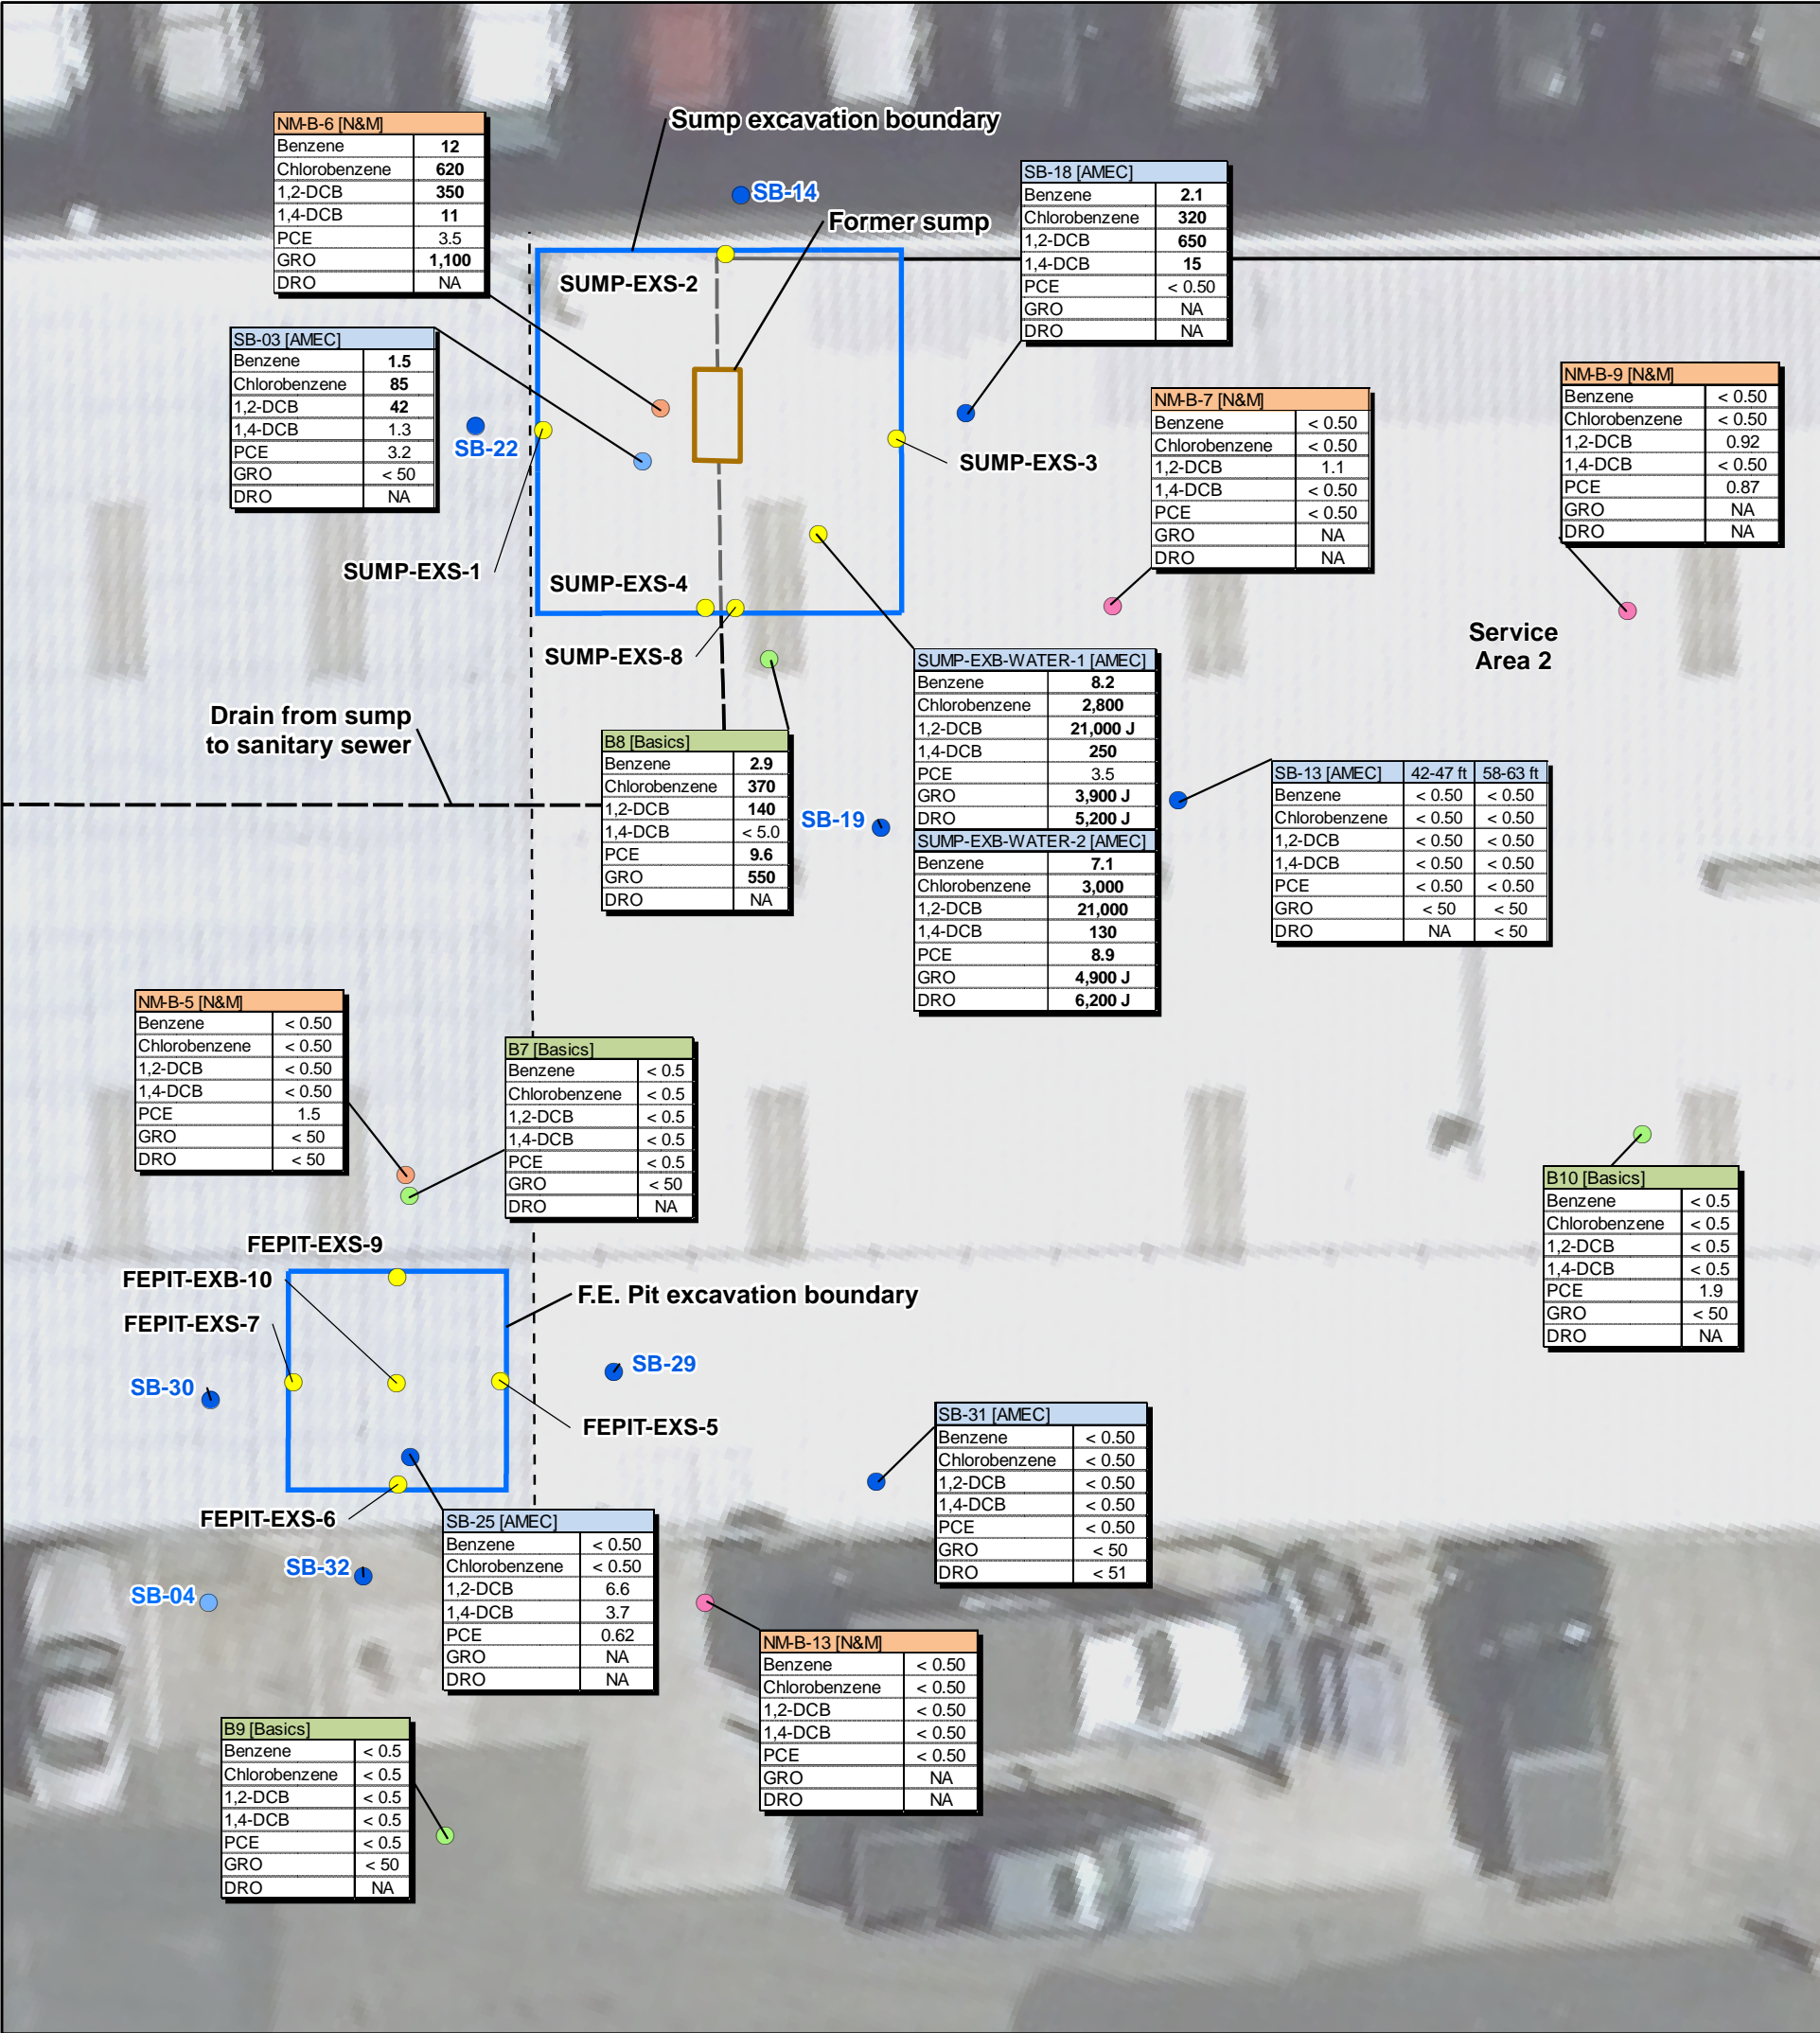 Sump excavation boundary
NM-B-6 [N&M]
Benzene 12
Chlorobenzene 620
1,2-DCB 350
1,4-DCB 11
PCE 3.5
GRO 1,100
DRO NA
SB-14
Former sump
SB-18 [AMEC]
Benzene 2.1
Chlorobenzene 320
1,2-DCB 650
1,4-DCB 15
PCE < 0.50
GRO NA
DRO NA
SUMP-EXS-2
SB-03 [AMEC]
Benzene 1.5
Chlorobenzene 85
1,2-DCB 42
1,4-DCB 1.3
PCE 3.2
GRO < 50
DRO NA
SB-22
SUMP-EXS-3
NM-B-7 [N&M]
Benzene < 0.50
Chlorobenzene < 0.50
1,2-DCB 1.1
1,4-DCB < 0.50
PCE < 0.50
GRO NA
DRO NA
NM-B-9 [N&M]
Benzene < 0.50
Chlorobenzene < 0.50
1,2-DCB 0.92
1,4-DCB < 0.50
PCE 0.87
GRO NA
DRO NA
SUMP-EXS-1
SUMP-EXS-4
SUMP-EXS-8
Service
Area 2
Drain from sump
to sanitary sewer
B8 [Basics]
Benzene 2.9
Chlorobenzene 370
1,2-DCB 140
1,4-DCB < 5.0
PCE 9.6
GRO 550
DRO NA
SB-19
SUMP-EXB-WATER-1 [AMEC]
Benzene 8.2
Chlorobenzene 2,800
1,2-DCB 21,000 J
1,4-DCB 250
PCE 3.5
GRO 3,900 J
DRO 5,200 J
SUMP-EXB-WATER-2 [AMEC]
Benzene 7.1
Chlorobenzene 3,000
1,2-DCB 21,000
1,4-DCB 130
PCE 8.9
GRO 4,900 J
DRO 6,200 J
SB-13 [AMEC] 42-47 ft 58-63 ft
Benzene < 0.50 < 0.50
Chlorobenzene < 0.50 < 0.50
1,2-DCB < 0.50 < 0.50
1,4-DCB < 0.50 < 0.50
PCE < 0.50 < 0.50
GRO < 50 < 50
DRO NA < 50
NM-B-5 [N&M]
Benzene < 0.50
Chlorobenzene < 0.50
1,2-DCB < 0.50
1,4-DCB < 0.50
PCE 1.5
GRO < 50
DRO < 50
B7 [Basics]
Benzene < 0.5
Chlorobenzene < 0.5
1,2-DCB < 0.5
1,4-DCB < 0.5
PCE < 0.5
GRO < 50
DRO NA
B10 [Basics]
Benzene < 0.5
Chlorobenzene < 0.5
1,2-DCB < 0.5
1,4-DCB < 0.5
PCE 1.9
GRO < 50
DRO NA
FEPIT-EXS-9
FEPIT-EXB-10
FEPIT-EXS-7
F.E. Pit excavation boundary
SB-30
SB-29
FEPIT-EXS-5
FEPIT-EXS-6
SB-31 [AMEC]
Benzene < 0.50
Chlorobenzene < 0.50
1,2-DCB < 0.50
1,4-DCB < 0.50
PCE < 0.50
GRO < 50
DRO < 51
SB-32
SB-04
SB-25 [AMEC]
Benzene < 0.50
Chlorobenzene < 0.50
1,2-DCB 6.6
1,4-DCB 3.7
PCE 0.62
GRO NA
DRO NA
NM-B-13 [N&M]
Benzene < 0.50
Chlorobenzene < 0.50
1,2-DCB < 0.50
1,4-DCB < 0.50
PCE < 0.50
GRO NA
DRO NA
B9 [Basics]
Benzene < 0.5
Chlorobenzene < 0.5
1,2-DCB < 0.5
1,4-DCB < 0.5
PCE < 0.5
GRO < 50
DRO NA